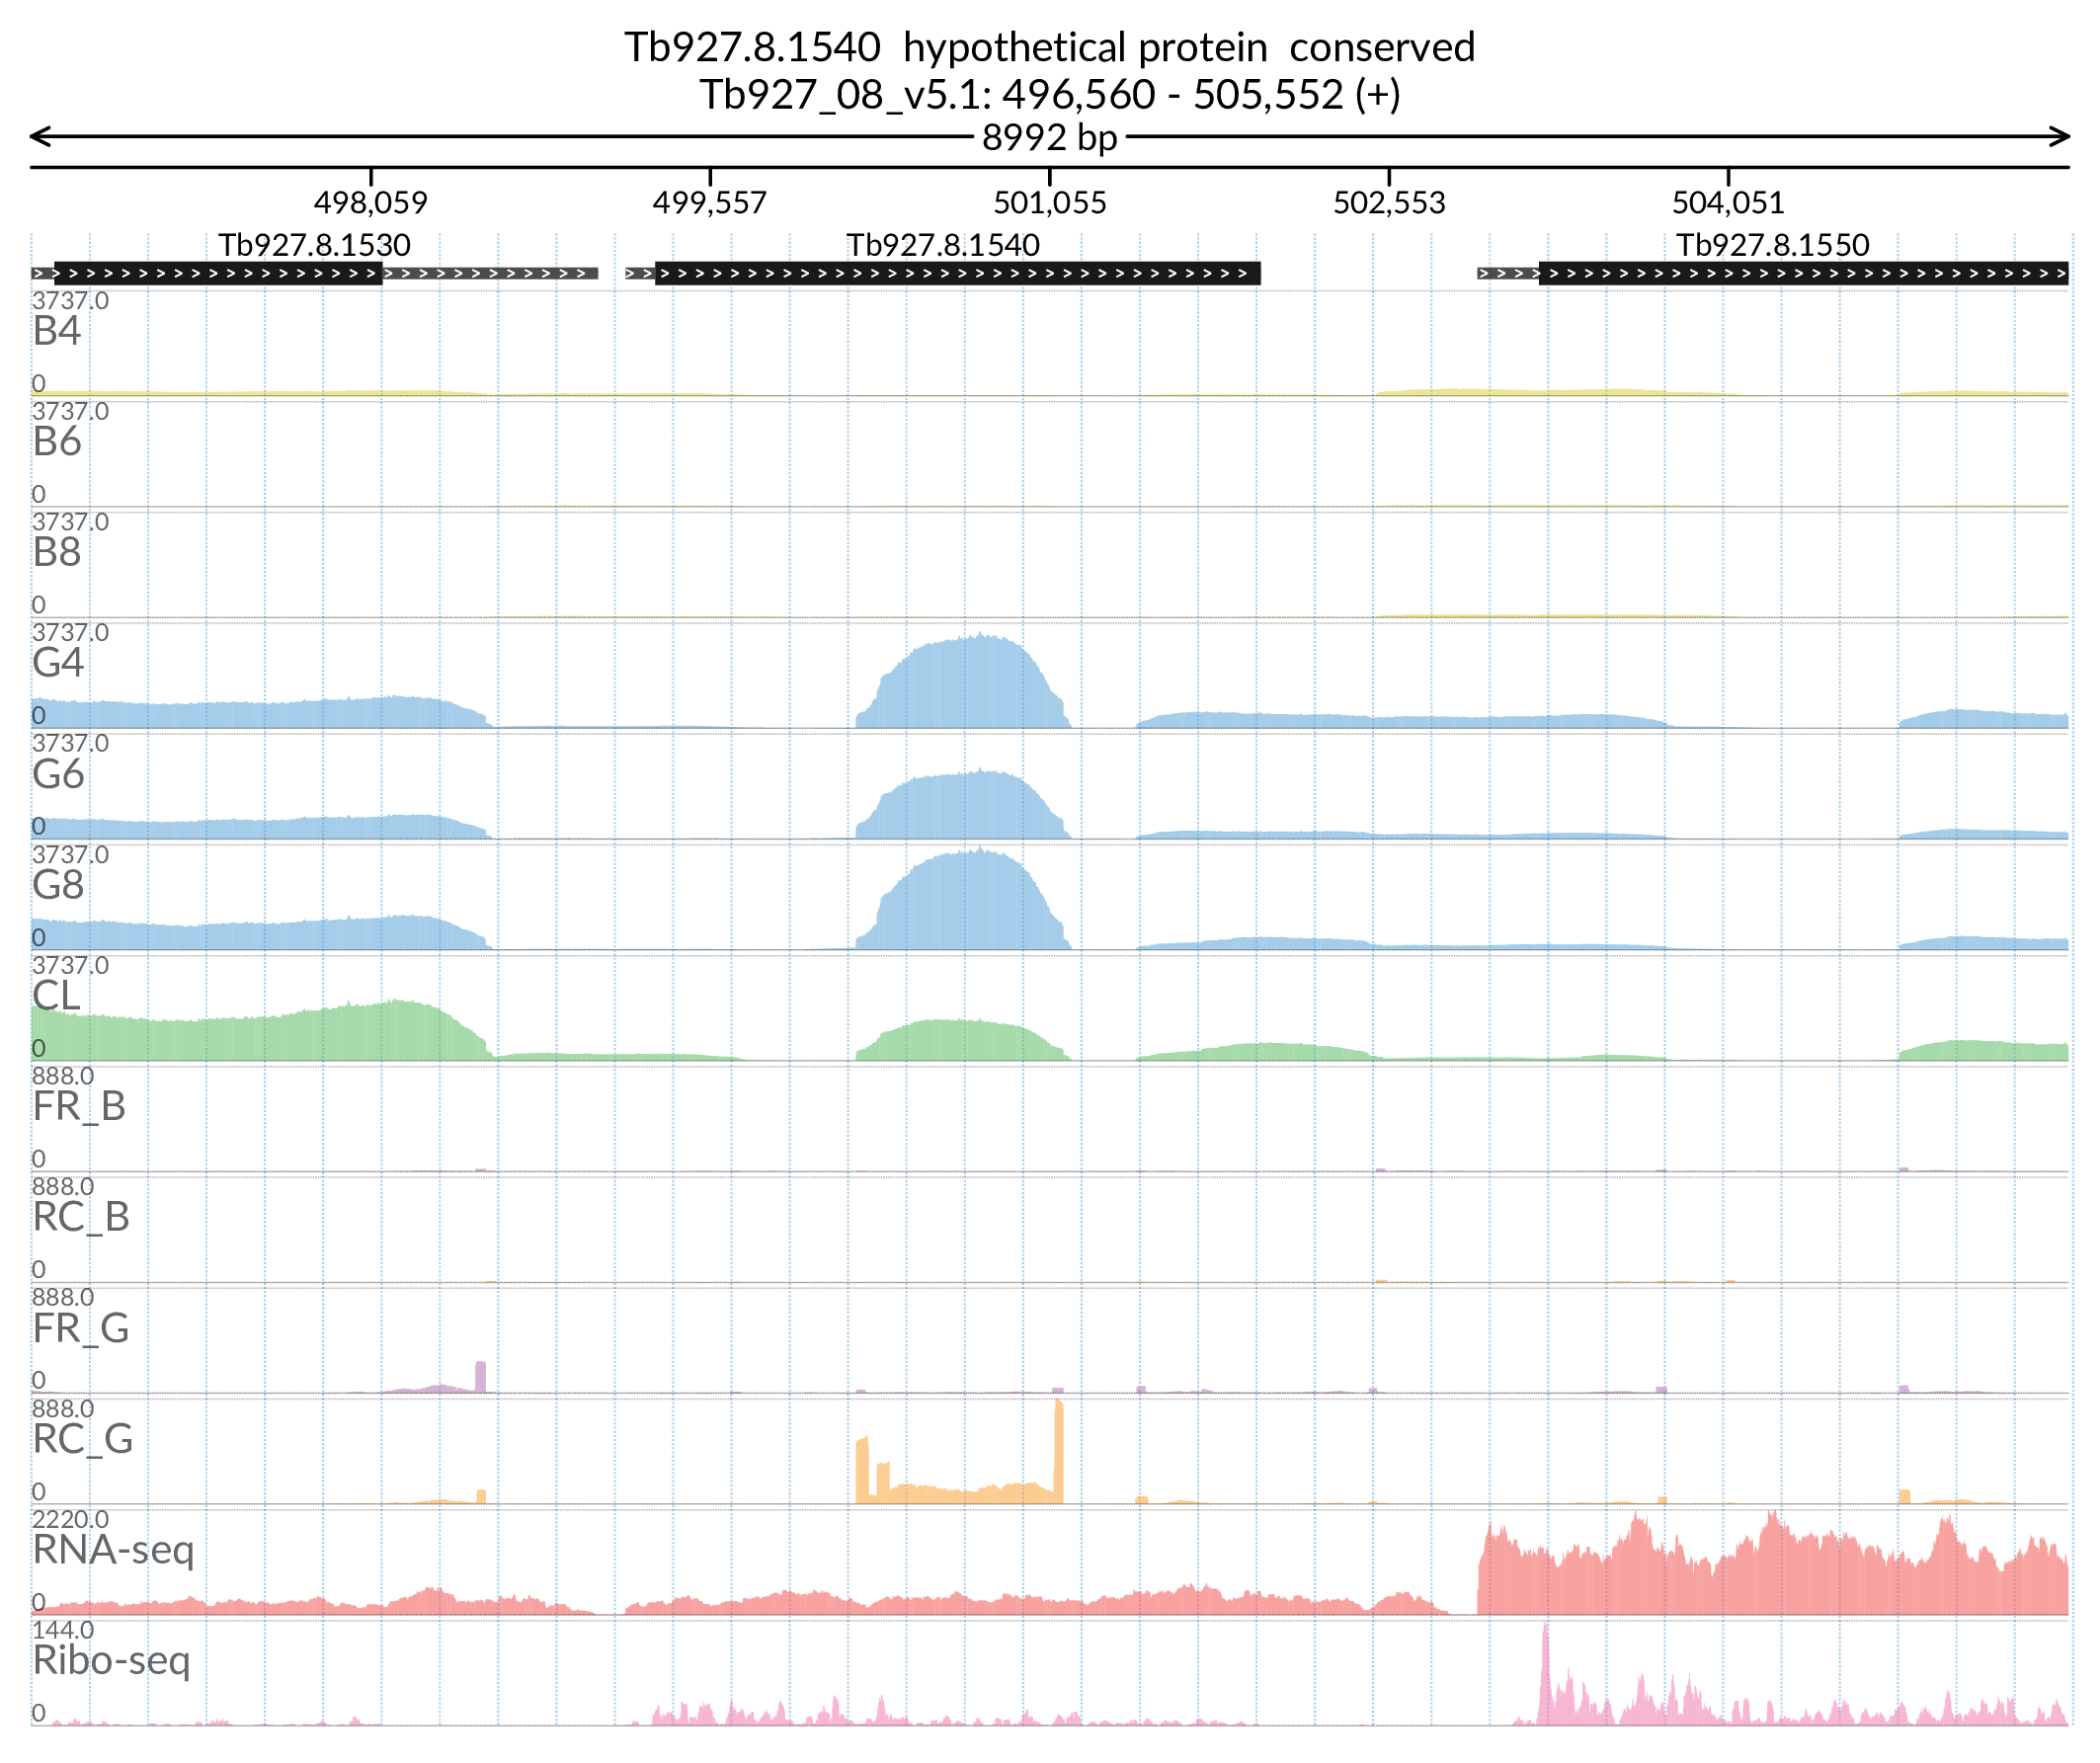 Tb927.8.1540  hypothetical protein  conserved
Tb927_08_v5.1: 496,560 - 505,552 (+)
8992 bp
498,059 499,557 501,055 502,553 504,051
Tb927.8.1530 Tb927.8.1540 Tb927.8.1550
3737.0
B4
0
3737.0
B6
0
3737.0
B8
0
3737.0
G4
0
3737.0
G6
0
3737.0
G8
0
3737.0
CL
0
888.0
FR_B
0
888.0
RC_B
0
888.0
FR_G
0
888.0
RC_G
0
2220.0
RNA-seq
0
144.0
Ribo-seq
0